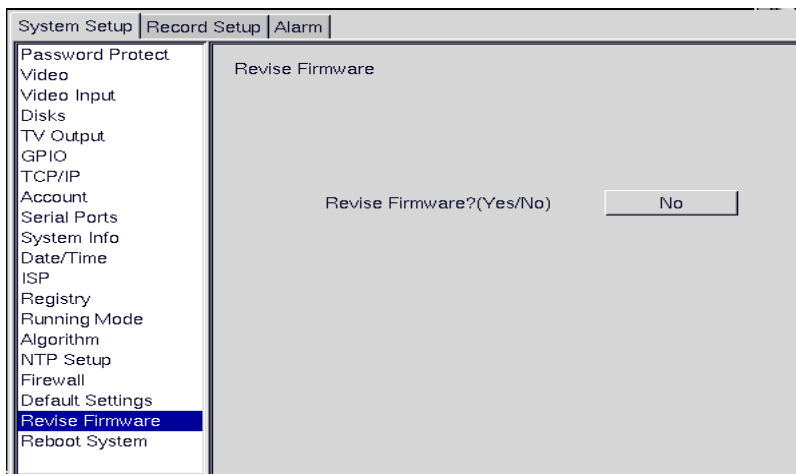 System Setup Record Setup Alarm
Password Protect
Video
Video Input
Disks
TV Output
GPIO
TCP/IP
Account
Serial Ports
System Info
Date/Time
ISP
Registry
Running Mode
Algorithm
NTP Setup
Firewall
Default Settings
Revise Firmware
Reboot System
Revise Firmware
Revise Firmware?(Yes/No) No